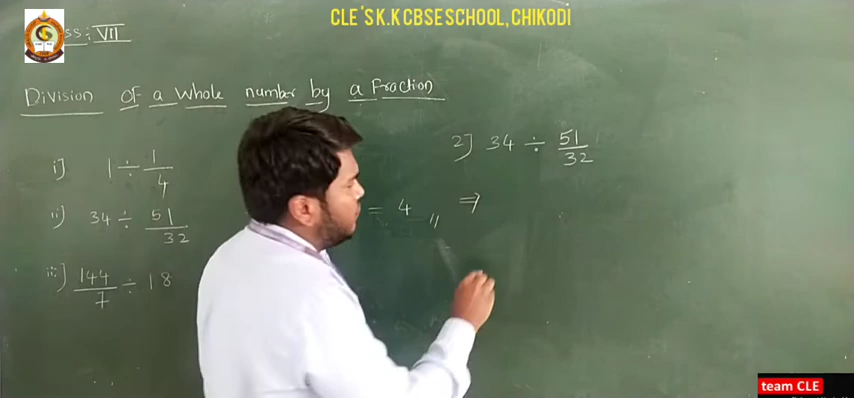 CLE'S K.K CBSE SCHOOL, CHIKODI
ss: VII
Division of a Whole number by a Fraction
i] 1 ÷ 1/4
ii] 34 ÷ 51/32
iii] 144/7 ÷ 18
= 4 ,,
2] 34 ÷ 51/32
⇒
team CLE